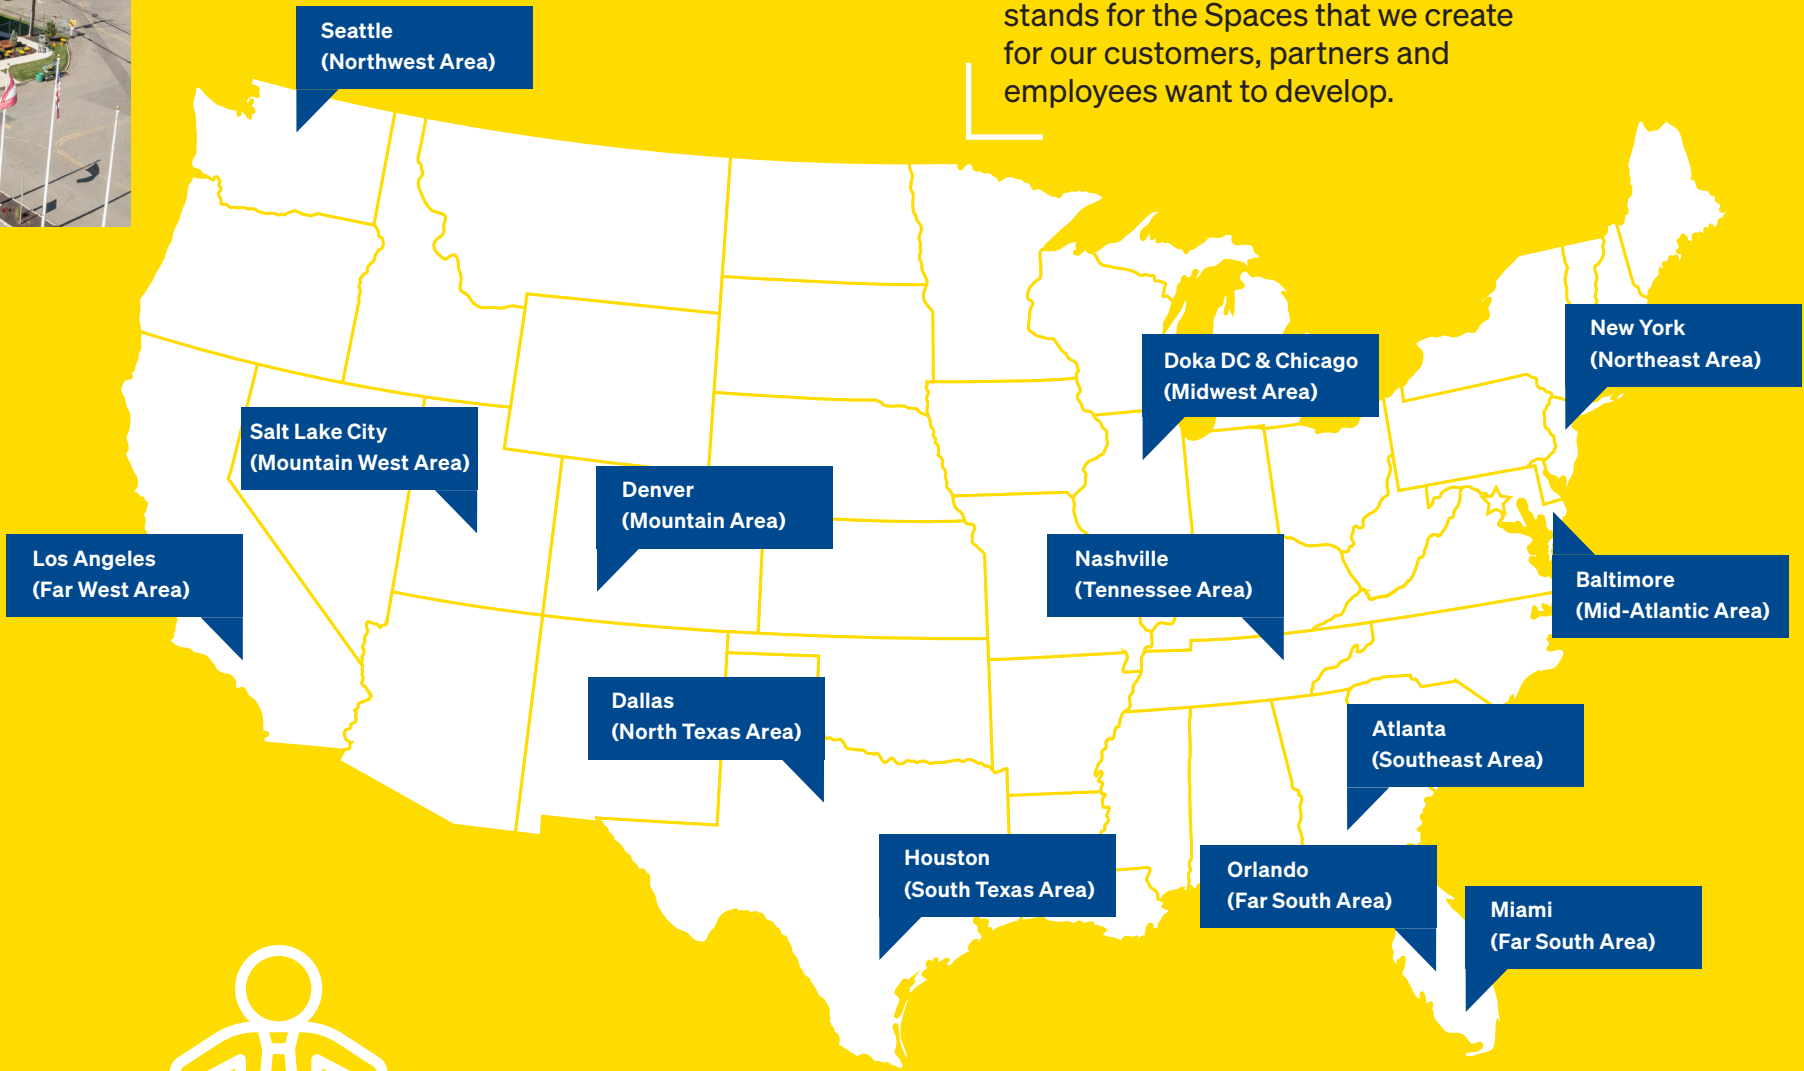 stands for the Spaces that we create
for our customers, partners and
employees want to develop.
Seattle
(Northwest Area)
New York
(Northeast Area)
Doka DC & Chicago
(Midwest Area)
Salt Lake City
(Mountain West Area)
Denver
(Mountain Area)
Los Angeles
(Far West Area)
Nashville
(Tennessee Area)
Baltimore
(Mid-Atlantic Area)
Dallas
(North Texas Area)
Atlanta
(Southeast Area)
Houston
(South Texas Area)
Orlando
(Far South Area)
Miami
(Far South Area)